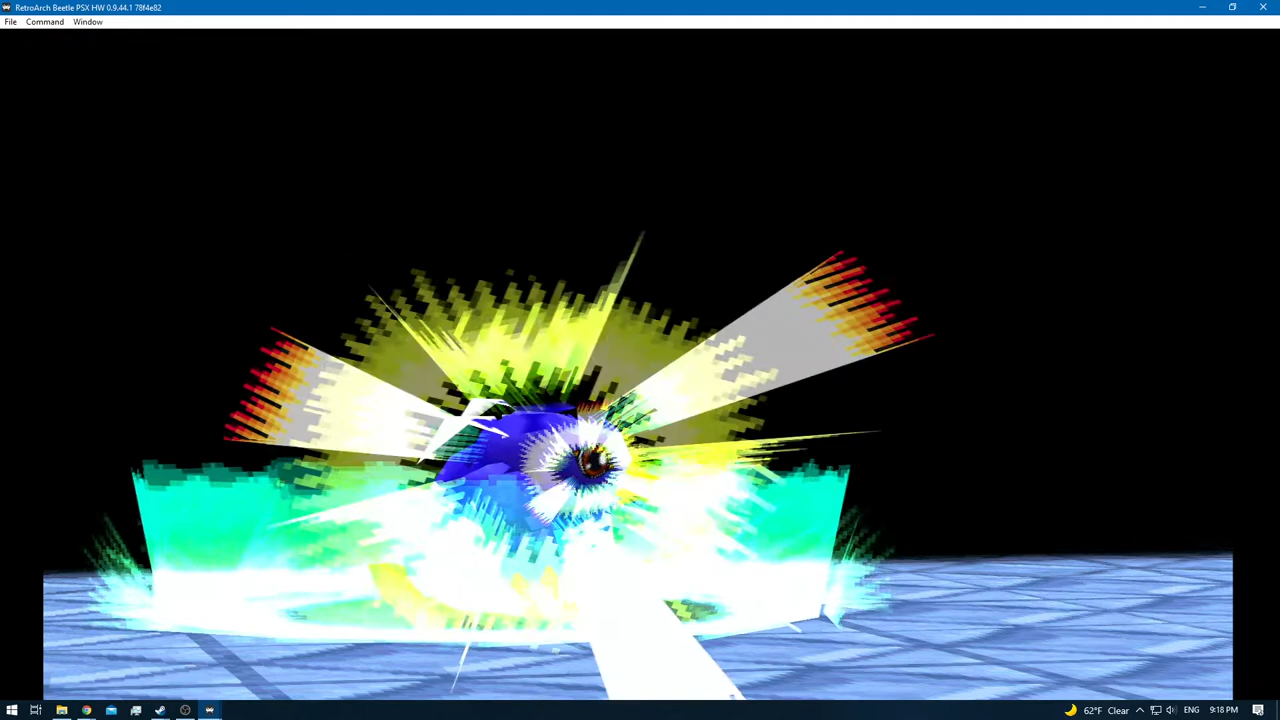 RetroArch Beetle PSX HW 0.9.44.1 78f4e82
File Command Window
62°F Clear ENG 9:18 PM